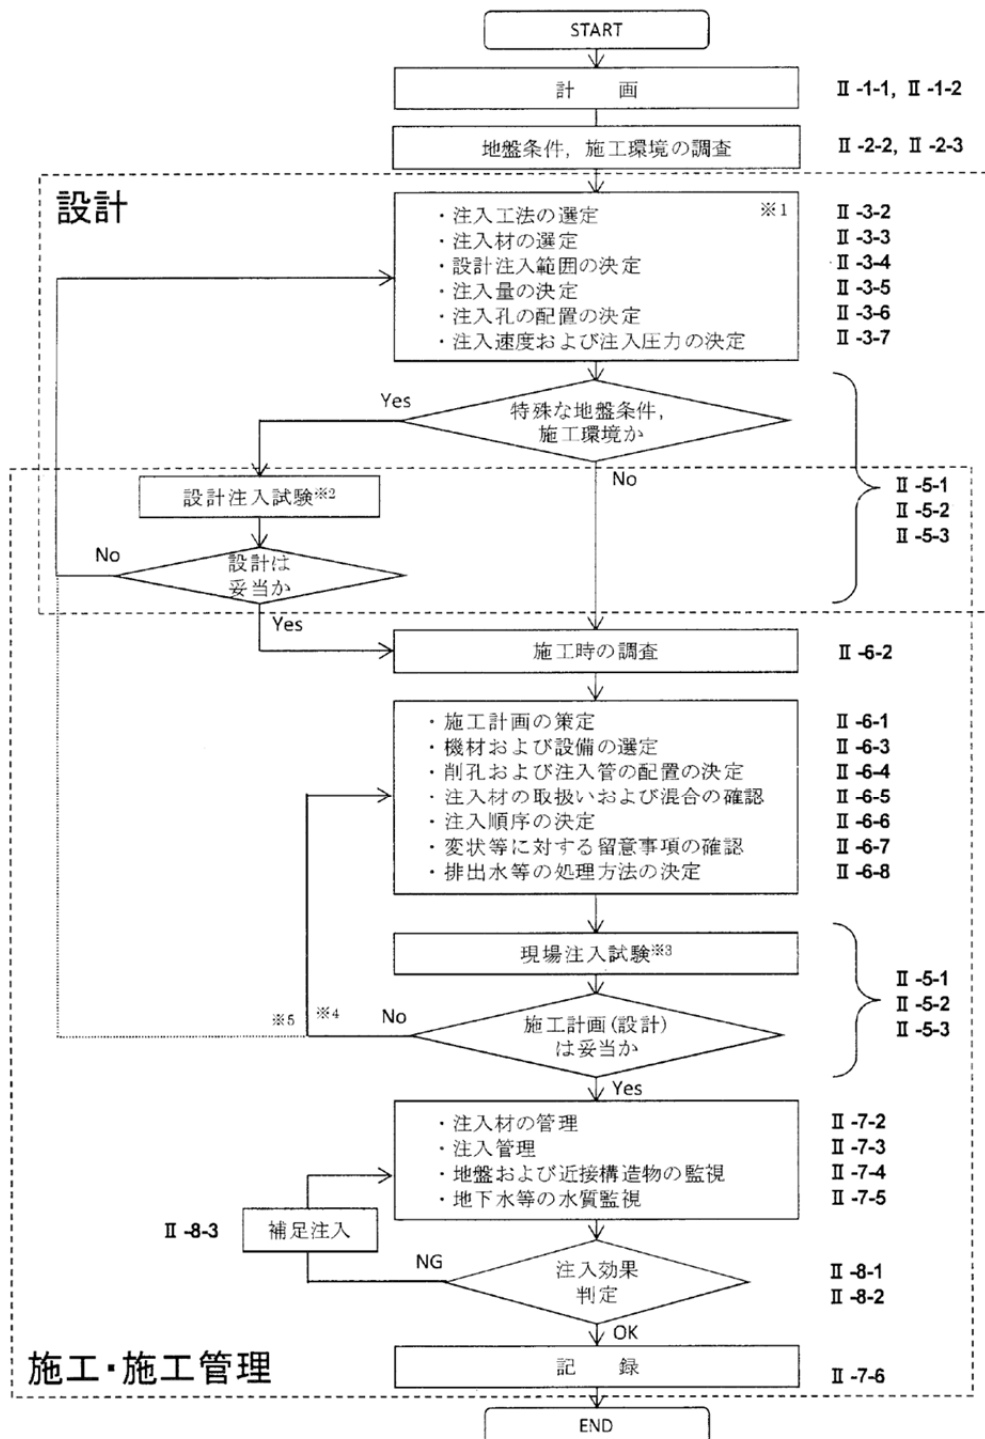 START
計　画
Ⅱ-1-1, Ⅱ-1-2
地盤条件, 施工環境の調査
Ⅱ-2-2, Ⅱ-2-3
設計
※1
・注入工法の選定
・注入材の選定
・設計注入範囲の決定
・注入量の決定
・注入孔の配置の決定
・注入速度および注入圧力の決定
Ⅱ-3-2
Ⅱ-3-3
Ⅱ-3-4
Ⅱ-3-5
Ⅱ-3-6
Ⅱ-3-7
特殊な地盤条件,
施工環境か
Yes
No
設計注入試験※2
Ⅱ-5-1
Ⅱ-5-2
Ⅱ-5-3
設計は
妥当か
No
Yes
施工時の調査
Ⅱ-6-2
・施工計画の策定
・機材および設備の選定
・削孔および注入管の配置の決定
・注入材の取扱いおよび混合の確認
・注入順序の決定
・変状等に対する留意事項の確認
・排出水等の処理方法の決定
Ⅱ-6-1
Ⅱ-6-3
Ⅱ-6-4
Ⅱ-6-5
Ⅱ-6-6
Ⅱ-6-7
Ⅱ-6-8
現場注入試験※3
Ⅱ-5-1
Ⅱ-5-2
Ⅱ-5-3
※5
※4
No
施工計画(設計)
は妥当か
Yes
・注入材の管理
・注入管理
・地盤および近接構造物の監視
・地下水等の水質監視
Ⅱ-7-2
Ⅱ-7-3
Ⅱ-7-4
Ⅱ-7-5
Ⅱ-8-3
補足注入
NG
注入効果
判定
Ⅱ-8-1
Ⅱ-8-2
OK
施工・施工管理
記　録
Ⅱ-7-6
END